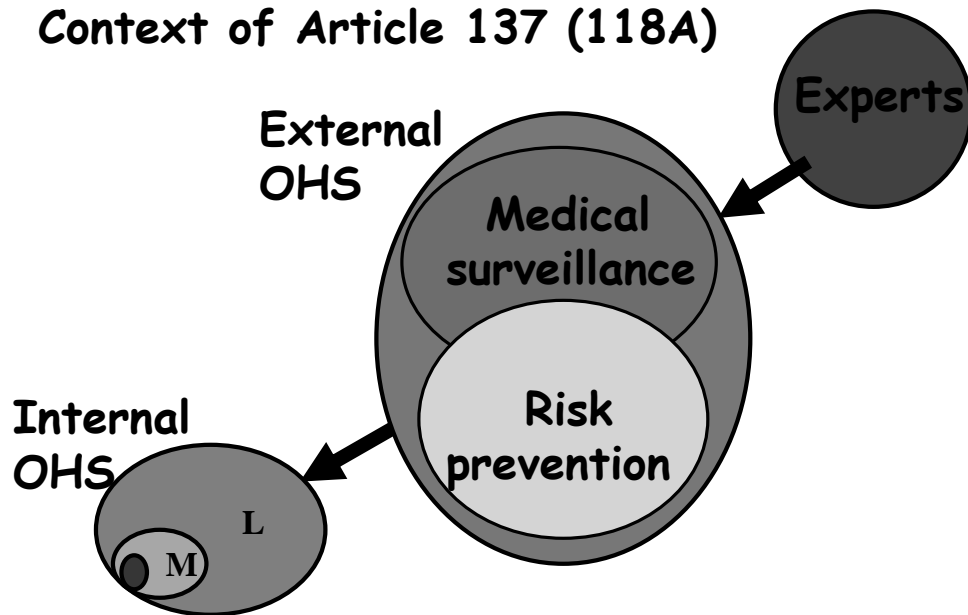 Context of Article 137 (118A)
Experts
External
OHS
Medical
surveillance
Risk
prevention
Internal
OHS
L
M